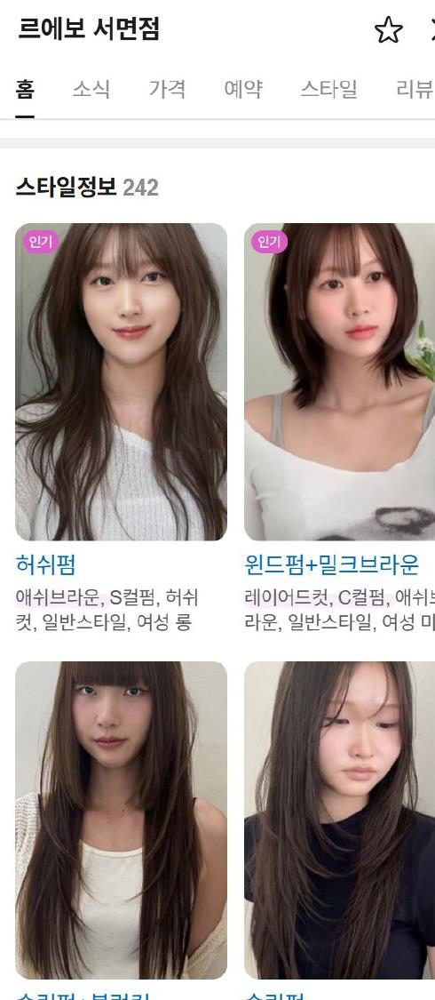 르에보 서면점
홈 소식 가격 예약 스타일 리뷰
스타일정보 242
인기
인기
허쉬펌
애쉬브라운, S컬펌, 허쉬
컷, 일반스타일, 여성 롱
윈드펌+밀크브라운
레이어드컷, C컬펌, 애쉬브
라운, 일반스타일, 여성 미